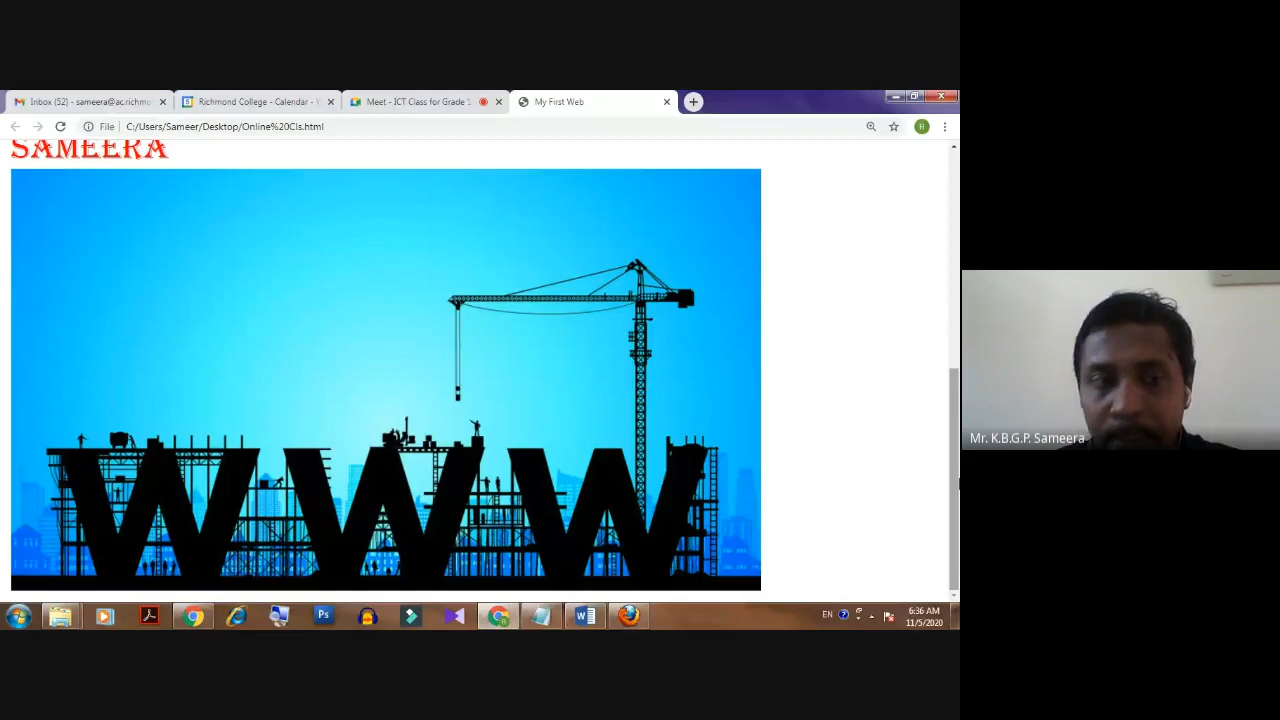 Inbox (52) - sameera@ac.richmo
Richmond College - Calendar - 
Meet - ICT Class for Grade 
My First Web
File
C:/Users/Sameer/Desktop/Online%20Cls.html
SAMEERA
WWW
Mr. K.B.G.P. Sameera
Ps
EN
6:36 AM
11/5/2020